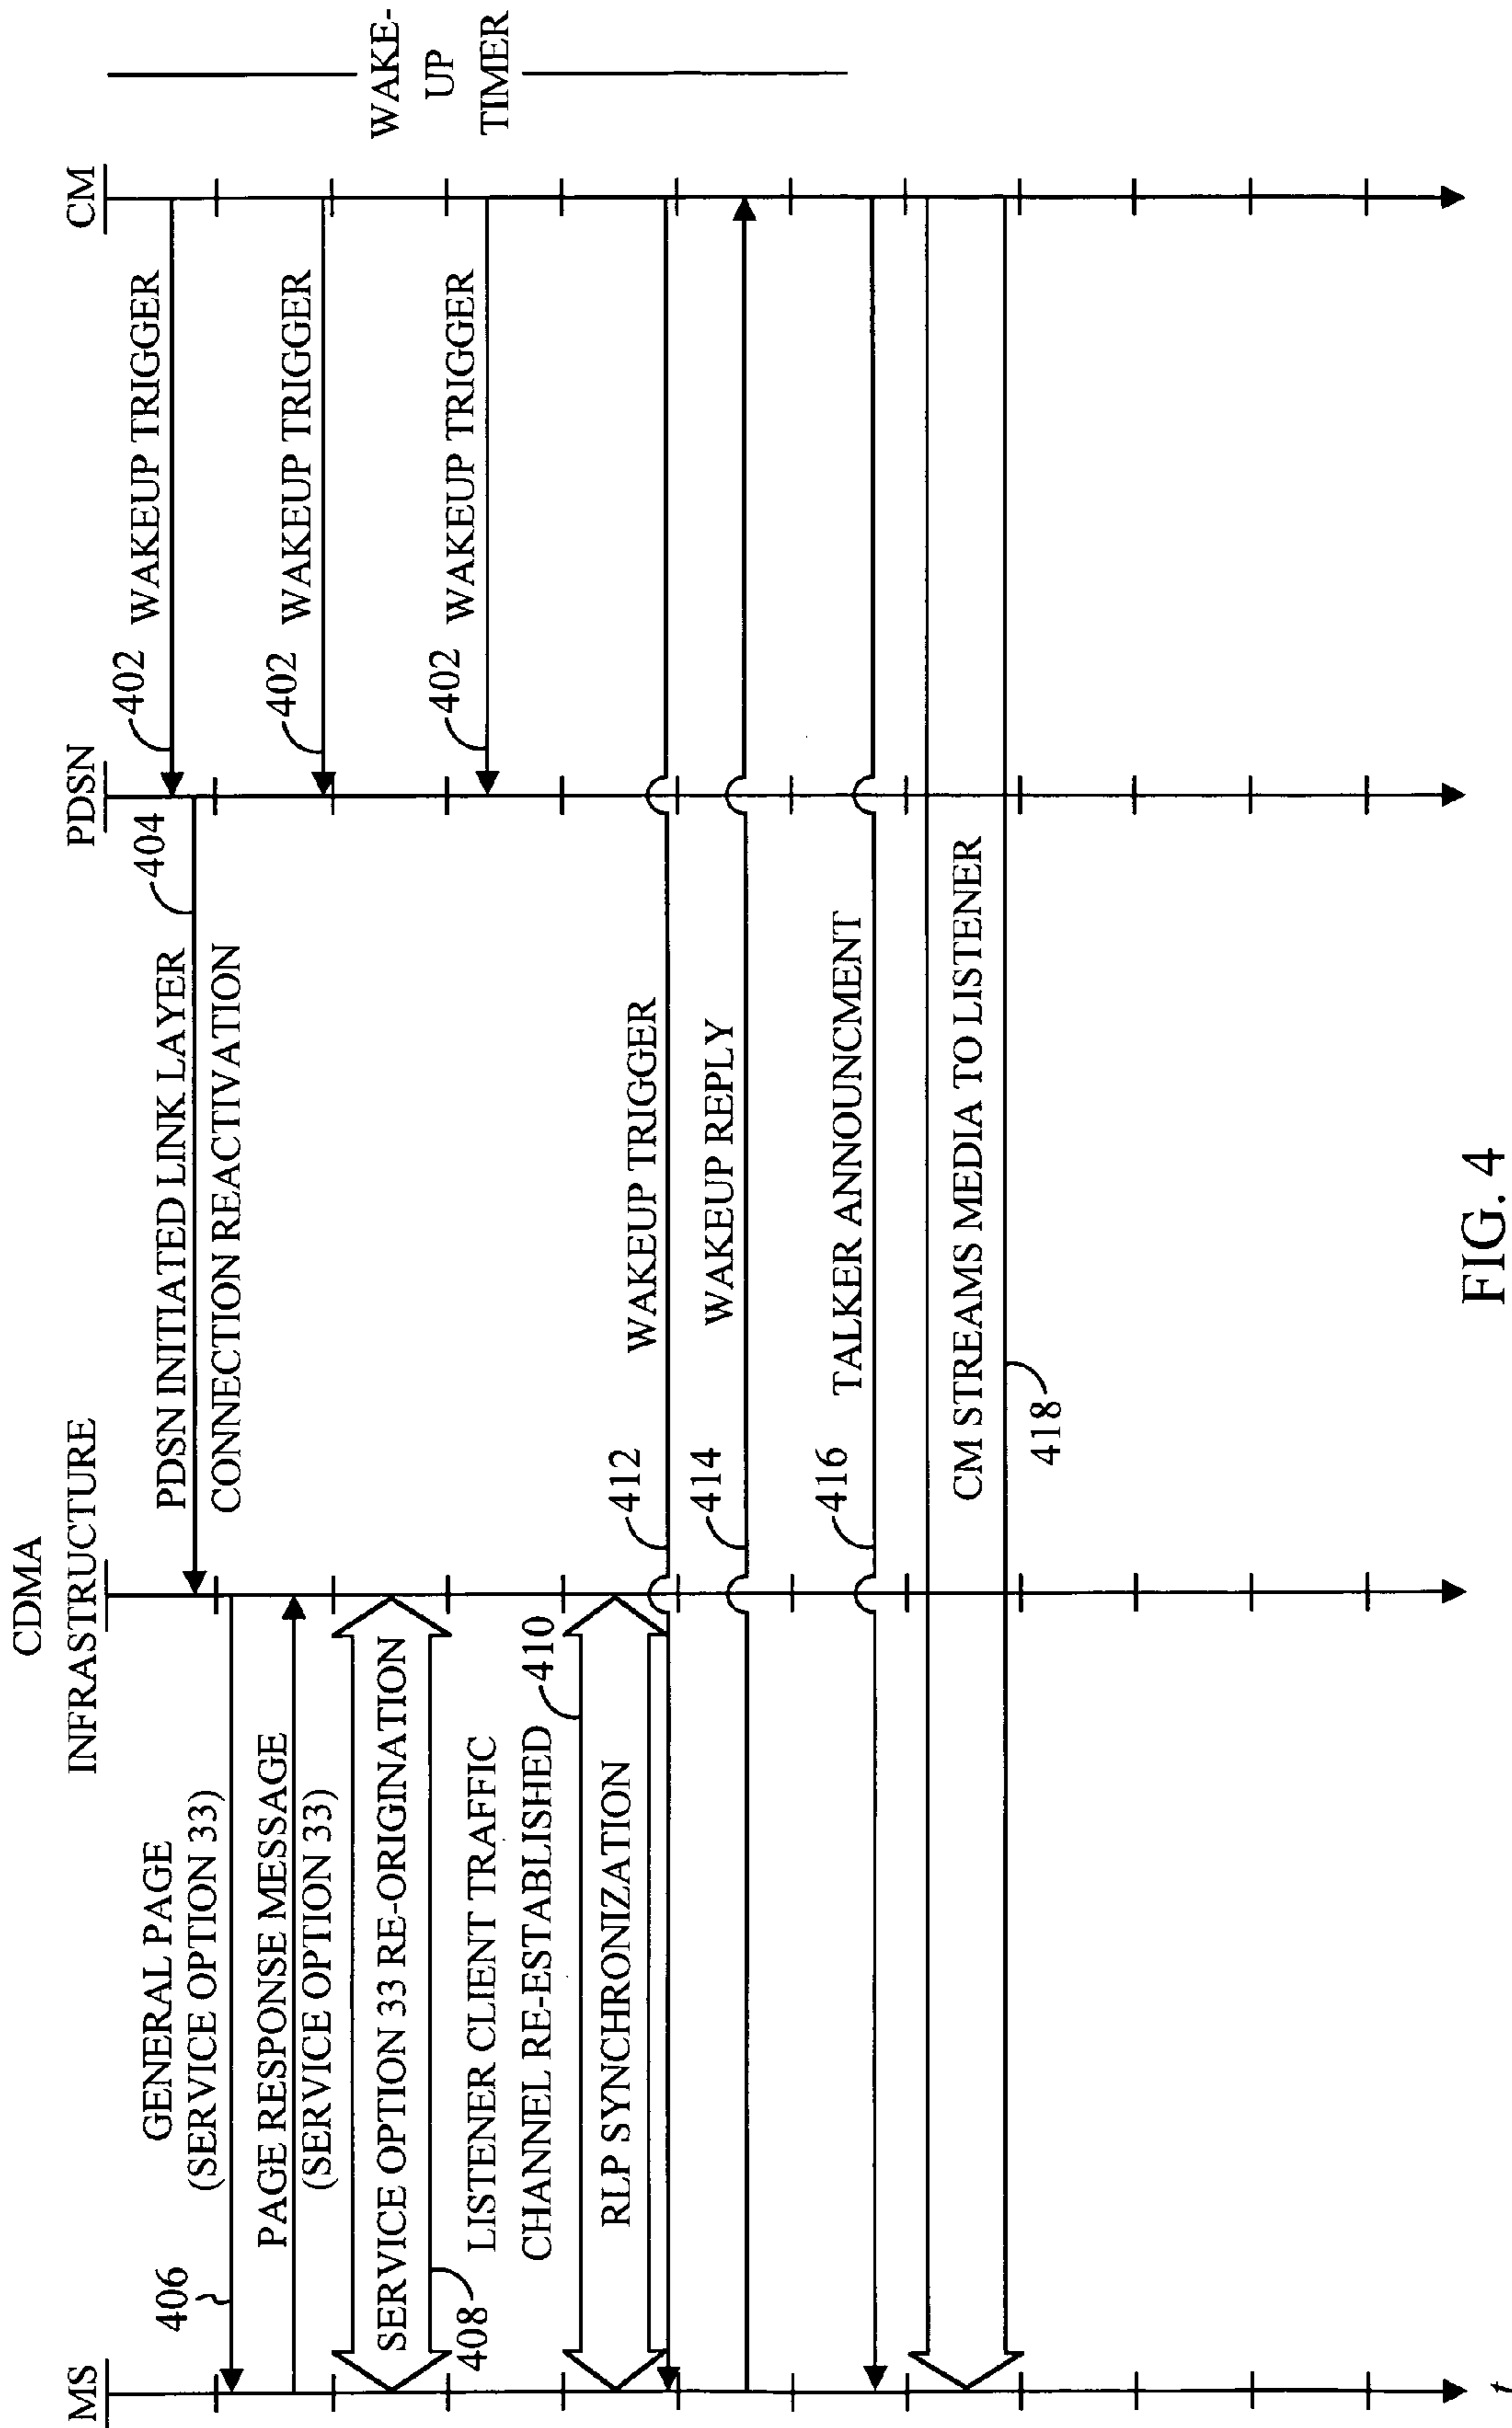 MS
CDMA
INFRASTRUCTURE
PDSN
CM
402
WAKEUP TRIGGER
404
PDSN INITIATED LINK LAYER
CONNECTION REACTIVATION
406
GENERAL PAGE
(SERVICE OPTION 33)
PAGE RESPONSE MESSAGE
(SERVICE OPTION 33)
402
WAKEUP TRIGGER
SERVICE OPTION 33 RE-ORIGINATION
408
402
WAKEUP TRIGGER
LISTENER CLIENT TRAFFIC
CHANNEL RE-ESTABLISHED
410
RLP SYNCHRONIZATION
412
WAKEUP TRIGGER
414
WAKEUP REPLY
416
TALKER ANNOUNCMENT
CM STREAMS MEDIA TO LISTENER
418
WAKE-
UP
TIMER
t
FIG. 4